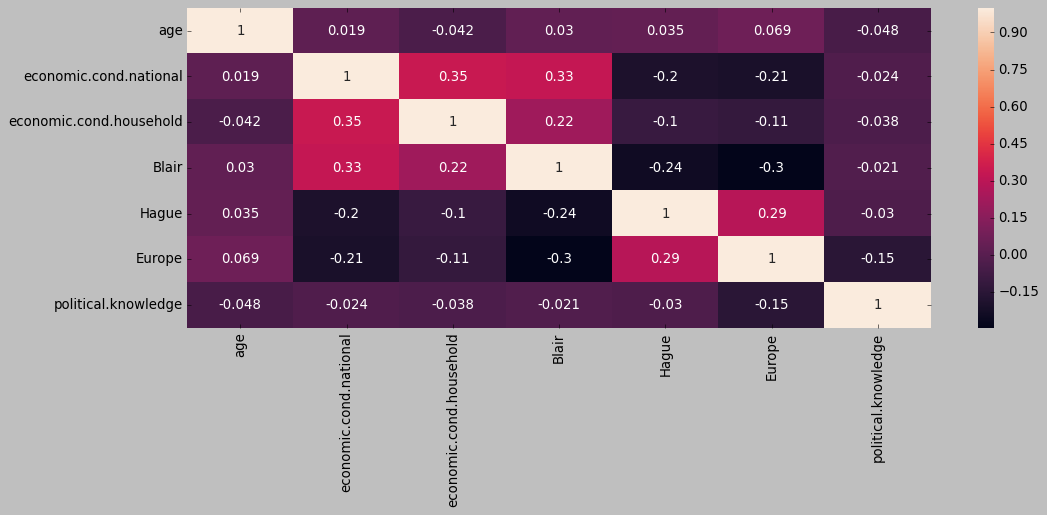 age 1 0.019 -0.042 0.03 0.035 0.069 -0.048
economic.cond.national 0.019 1 0.35 0.33 -0.2 -0.21 -0.024
economic.cond.household -0.042 0.35 1 0.22 -0.1 -0.11 -0.038
Blair 0.03 0.33 0.22 1 -0.24 -0.3 -0.021
Hague 0.035 -0.2 -0.1 -0.24 1 0.29 -0.03
Europe 0.069 -0.21 -0.11 -0.3 0.29 1 -0.15
political.knowledge -0.048 -0.024 -0.038 -0.021 -0.03 -0.15 1
age
economic.cond.national
economic.cond.household
Blair
Hague
Europe
political.knowledge
0.90
0.75
0.60
0.45
0.30
0.15
0.00
−0.15